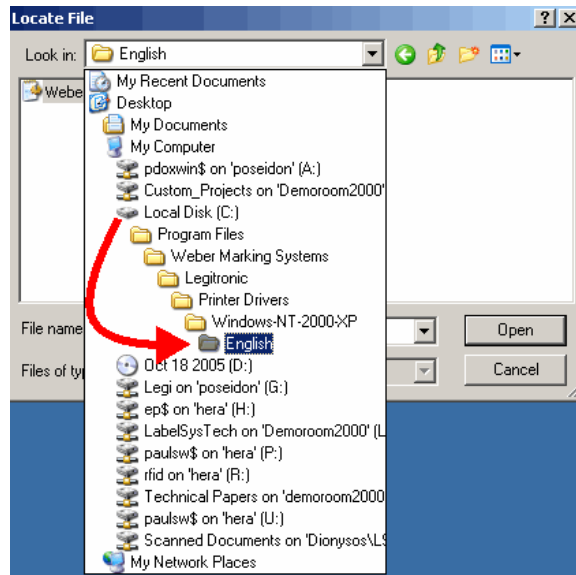 Locate File
Look in: English
My Recent Documents
Desktop
My Documents
My Computer
pdoxwin$ on 'poseidon' (A:)
Custom_Projects on 'Demoroom2000'
Local Disk (C:)
Program Files
Weber Marking Systems
Legitronic
Printer Drivers
Windows-NT-2000-XP
English
Oct 18 2005 (D:)
Legi on 'poseidon' (G:)
ep$ on 'hera' (H:)
LabelSysTech on 'Demoroom2000' (L
paulsw$ on 'hera' (P:)
rfid on 'hera' (R:)
Technical Papers on 'demoroom2000
paulsw$ on 'hera' (U:)
Scanned Documents on 'Dionysos\LS
My Network Places
Webe
File name
Open
Files of ty
Cancel